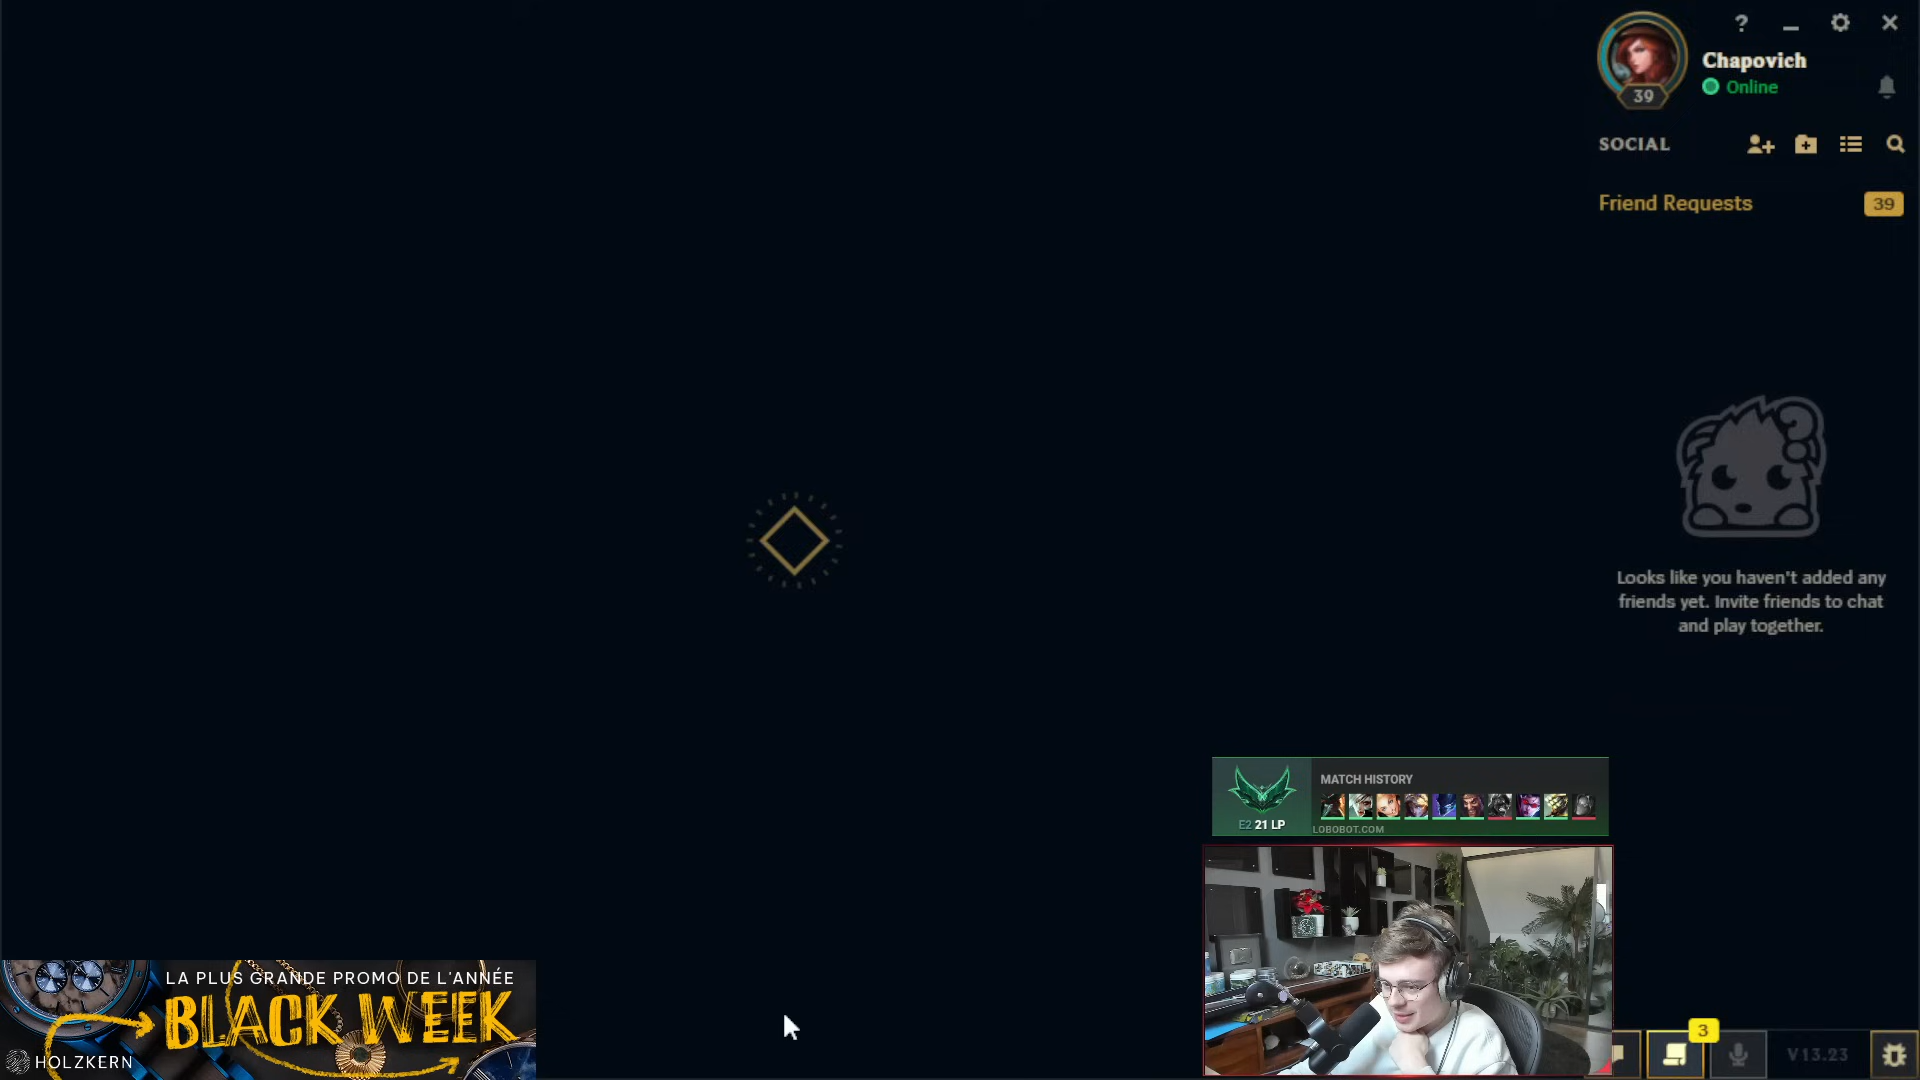 ?
Chapovich
39
Online
SOCIAL
Friend Requests
39
Looks like you haven't added any
friends yet. Invite friends to chat
and play together.
MATCH HISTORY
E2 21 LP
LOBOBOT.COM
LA PLUS GRANDE PROMO DE L'ANNÉE
BLACK WEEK
HOLZKERN
3
V13.23